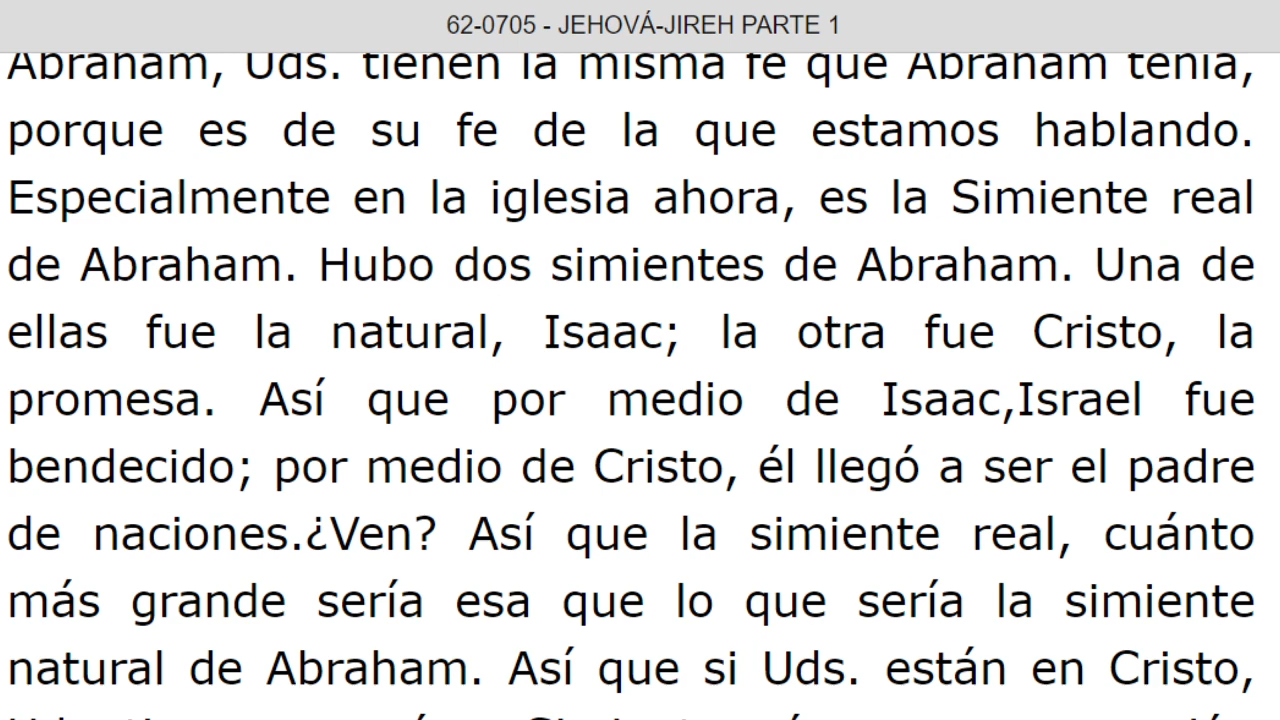 62-0705 - JEHOVÁ-JIREH PARTE 1
Abraham, Uds. tienen la misma fe que Abraham tenía,
porque es de su fe de la que estamos hablando.
Especialmente en la iglesia ahora, es la Simiente real
de Abraham. Hubo dos simientes de Abraham. Una de
ellas fue la natural, Isaac; la otra fue Cristo, la
promesa. Así que por medio de Isaac,Israel fue
bendecido; por medio de Cristo, él llegó a ser el padre
de naciones.¿Ven? Así que la simiente real, cuánto
más grande sería esa que lo que sería la simiente
natural de Abraham. Así que si Uds. están en Cristo,